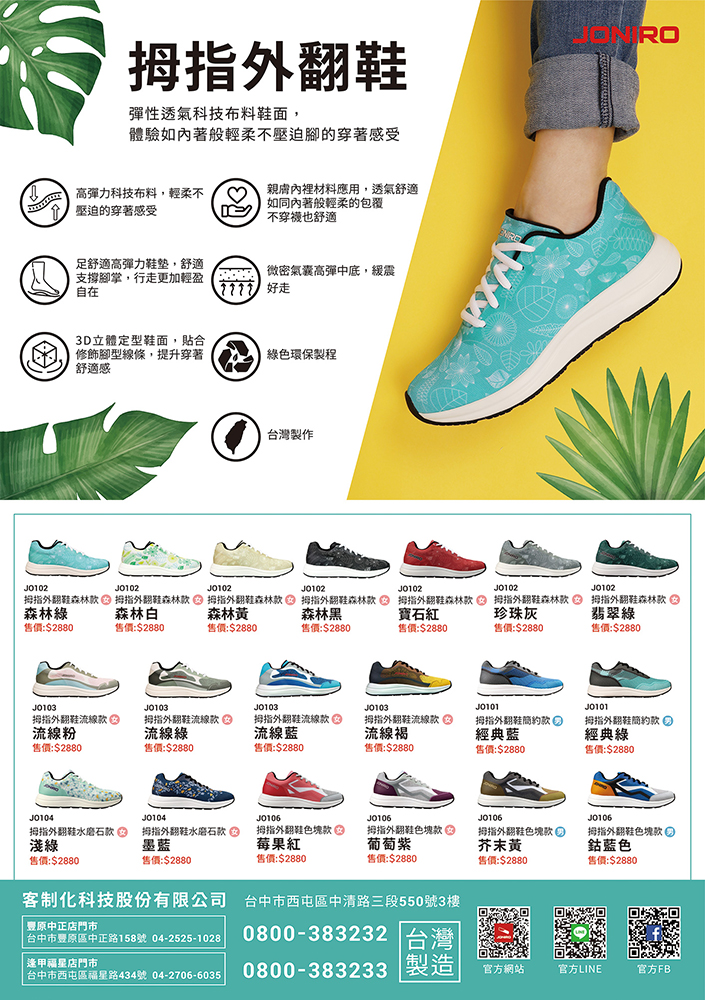 JONIRO
拇指外翻鞋
彈性透氣科技布料鞋面，
體驗如內著般輕柔不壓迫腳的穿著感受
高彈力科技布料，輕柔不
壓迫的穿著感受
親膚內裡材料應用，透氣舒適
如同內著般輕柔的包覆
不穿襪也舒適
足舒適高彈力鞋墊，舒適
支撐腳掌，行走更加輕盈
自在
微密氣囊高彈中底，緩震
好走
3D立體定型鞋面，貼合
修飾腳型線條，提升穿著
舒適感
綠色環保製程
台灣製作
JO102
拇指外翻鞋森林款 女
森林綠
售價:$2880
JO102
拇指外翻鞋森林款 女
森林白
售價:$2880
JO102
拇指外翻鞋森林款 女
森林黃
售價:$2880
JO102
拇指外翻鞋森林款 女
森林黑
售價:$2880
JO102
拇指外翻鞋森林款 女
寶石紅
售價:$2880
JO102
拇指外翻鞋森林款 女
珍珠灰
售價:$2880
JO102
拇指外翻鞋森林款 女
翡翠綠
售價:$2880
JO103
拇指外翻鞋流線款 女
流線粉
售價:$2880
JO103
拇指外翻鞋流線款 女
流線綠
售價:$2880
JO103
拇指外翻鞋流線款 女
流線藍
售價:$2880
JO103
拇指外翻鞋流線款 女
流線褐
售價:$2880
JO101
拇指外翻鞋簡約款 男
經典藍
售價:$2880
JO101
拇指外翻鞋簡約款 男
經典綠
售價:$2880
JO104
拇指外翻鞋水磨石款 女
淺綠
售價:$2880
JO104
拇指外翻鞋水磨石款 女
墨藍
售價:$2880
JO106
拇指外翻鞋色塊款 女
莓果紅
售價:$2880
JO106
拇指外翻鞋色塊款 女
葡萄紫
售價:$2880
JO106
拇指外翻鞋色塊款 男
芥末黃
售價:$2880
JO106
拇指外翻鞋色塊款 男
鈷藍色
售價:$2880
客制化科技股份有限公司 台中市西屯區中清路三段550號3樓
豐原中正店門市
台中市豐原區中正路158號 04-2525-1028
逢甲福星店門市
台中市西屯區福星路434號 04-2706-6035
0800-383232
0800-383233
台灣
製造
官方網站
官方LINE
官方FB